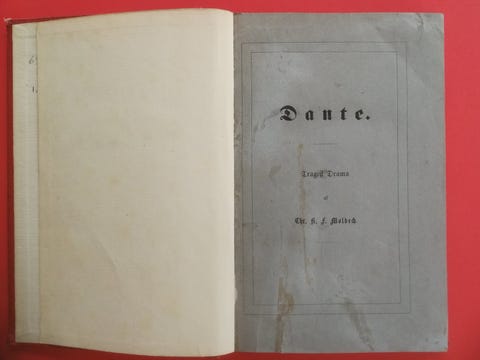 Dante.
Tragisk Drama
af
Chr. K. F. Molbech.